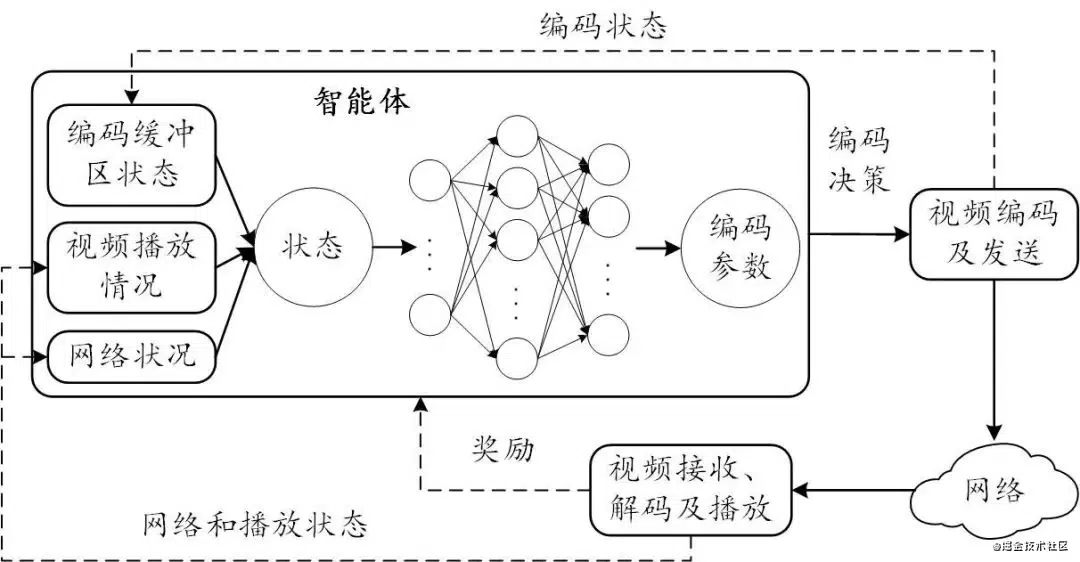 编码状态
智能体
编码缓冲
区状态
视频播放
情况
网络状况
状态
编码
参数
编码
决策
视频编码
及发送
奖励
视频接收、
解码及播放
网络
网络和播放状态
@掘金技术社区